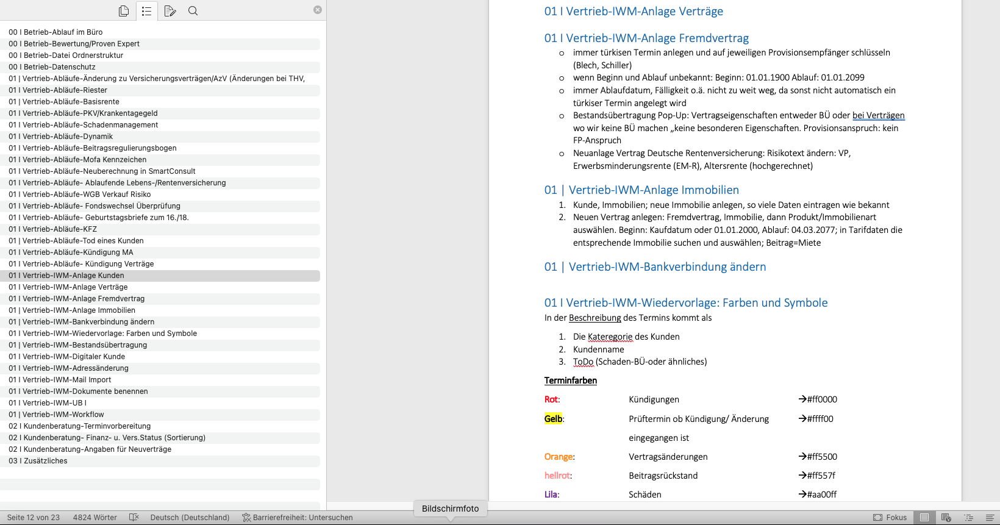 00 I Betrieb-Ablauf im Büro
00 I Betrieb-Bewertung/Proven Expert
00 I Betrieb-Datei Ordnerstruktur
00 I Betrieb-Datenschutz
01 | Vertrieb-Abläufe-Änderung zu Versicherungsverträgen/AzV (Änderungen bei THV,
01 I Vertrieb-Abläufe-Riester
01 | Vertrieb-Abläufe-Basisrente
01 I Vertrieb-Abläufe-PKV/Krankentagegeld
01 I Vertrieb-Abläufe-Schadenmanagement
01 I Vertrieb-Abläufe-Dynamik
01 I Vertrieb-Abläufe-Beitragsregulierungsbogen
01 I Vertrieb-Abläufe-Mofa Kennzeichen
01 I Vertrieb-Abläufe-Neuberechnung in SmartConsult
01 I Vertrieb-Abläufe- Ablaufende Lebens-/Rentenversicherung
01 I Vertrieb-Abläufe-WGB Verkauf Risiko
01 I Vertrieb-Abläufe- Fondswechsel Überprüfung
01 I Vertrieb-Abläufe- Geburtstagsbriefe zum 16./18.
01 I Vertrieb-Abläufe-KFZ
01 | Vertrieb-Abläufe-Tod eines Kunden
01 I Vertrieb-Abläufe-Kündigung MA
01 I Vertrieb-Abläufe- Kündigung Verträge
01 I Vertrieb-IWM-Anlage Kunden
01 I Vertrieb-IWM-Anlage Verträge
01 I Vertrieb-IWM-Anlage Fremdvertrag
01 | Vertrieb-IWM-Anlage Immobilien
01 | Vertrieb-IWM-Bankverbindung ändern
01 I Vertrieb-IWM-Wiedervorlage: Farben und Symbole
01 | Vertrieb-IWM-Bestandsübertragung
01 I Vertrieb-IWM-Digitaler Kunde
01 I Vertrieb-IWM-Adressänderung
01 I Vertrieb-IWM-Mail Import
01 I Vertrieb-IWM-Dokumente benennen
01 I Vertrieb-IWM-UB I
01 | Vertrieb-IWM-Workflow
02 I Kundenberatung-Terminvorbereitung
02 I Kundenberatung- Finanz- u. Vers.Status (Sortierung)
02 I Kundenberatung-Angaben für Neuverträge
03 I Zusätzliches
01 I Vertrieb-IWM-Anlage Verträge
01 I Vertrieb-IWM-Anlage Fremdvertrag
o immer türkisen Termin anlegen und auf jeweiligen Provisionsempfänger schlüsseln
(Blech, Schiller)
o wenn Beginn und Ablauf unbekannt: Beginn: 01.01.1900 Ablauf: 01.01.2099
o immer Ablaufdatum, Fälligkeit o.ä. nicht zu weit weg, da sonst nicht automatisch ein
türkiser Termin angelegt wird
o Bestandsübertragung Pop-Up: Vertragseigenschaften entweder BÜ oder bei Verträgen
wo wir keine BÜ machen „keine besonderen Eigenschaften. Provisionsanspruch: kein
FP-Anspruch
o Neuanlage Vertrag Deutsche Rentenversicherung: Risikotext ändern: VP,
Erwerbsminderungsrente (EM-R), Altersrente (hochgerechnet)
01 | Vertrieb-IWM-Anlage Immobilien
1. Kunde, Immobilien; neue Immobilie anlegen, so viele Daten eintragen wie bekannt
2. Neuen Vertrag anlegen: Fremdvertrag, Immobilie, dann Produkt/Immobilienart
auswählen. Beginn: Kaufdatum oder 01.01.2000, Ablauf: 04.03.2077; in Tarifdaten die
entsprechende Immobilie suchen und auswählen; Beitrag=Miete
01 | Vertrieb-IWM-Bankverbindung ändern
01 I Vertrieb-IWM-Wiedervorlage: Farben und Symbole
In der Beschreibung des Termins kommt als
1. Die Kateregorie des Kunden
2. Kundenname
3. ToDo (Schaden-BÜ-oder ähnliches)
Terminfarben
Rot: Kündigungen →#ff0000
Gelb: Prüftermin ob Kündigung/ Änderung →#ffff00
eingegangen ist
Orange: Vertragsänderungen →#ff5500
hellrot: Beitragsrückstand →#ff557f
Lila: Schäden →#aa00ff
Bildschirmfoto
Seite 12 von 23 4824 Wörter Deutsch (Deutschland) Barrierefreiheit: Untersuchen Fokus